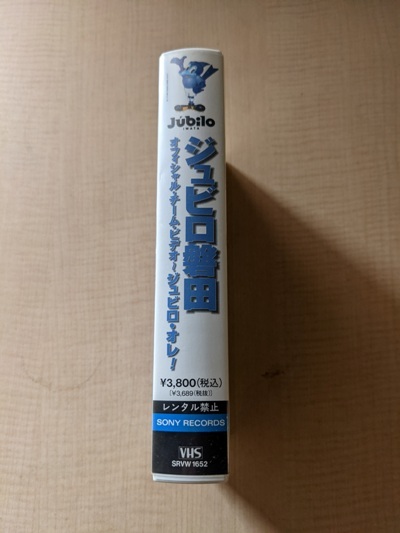 Júbilo
IWATA
ジュビロ磐田
オフィシャル・チーム・ビデオ〜ジュビロ・オレ!
¥3,800(税込)
[¥3,689(税抜)]
レンタル禁止
SONY RECORDS
VHS
SRVW 1652